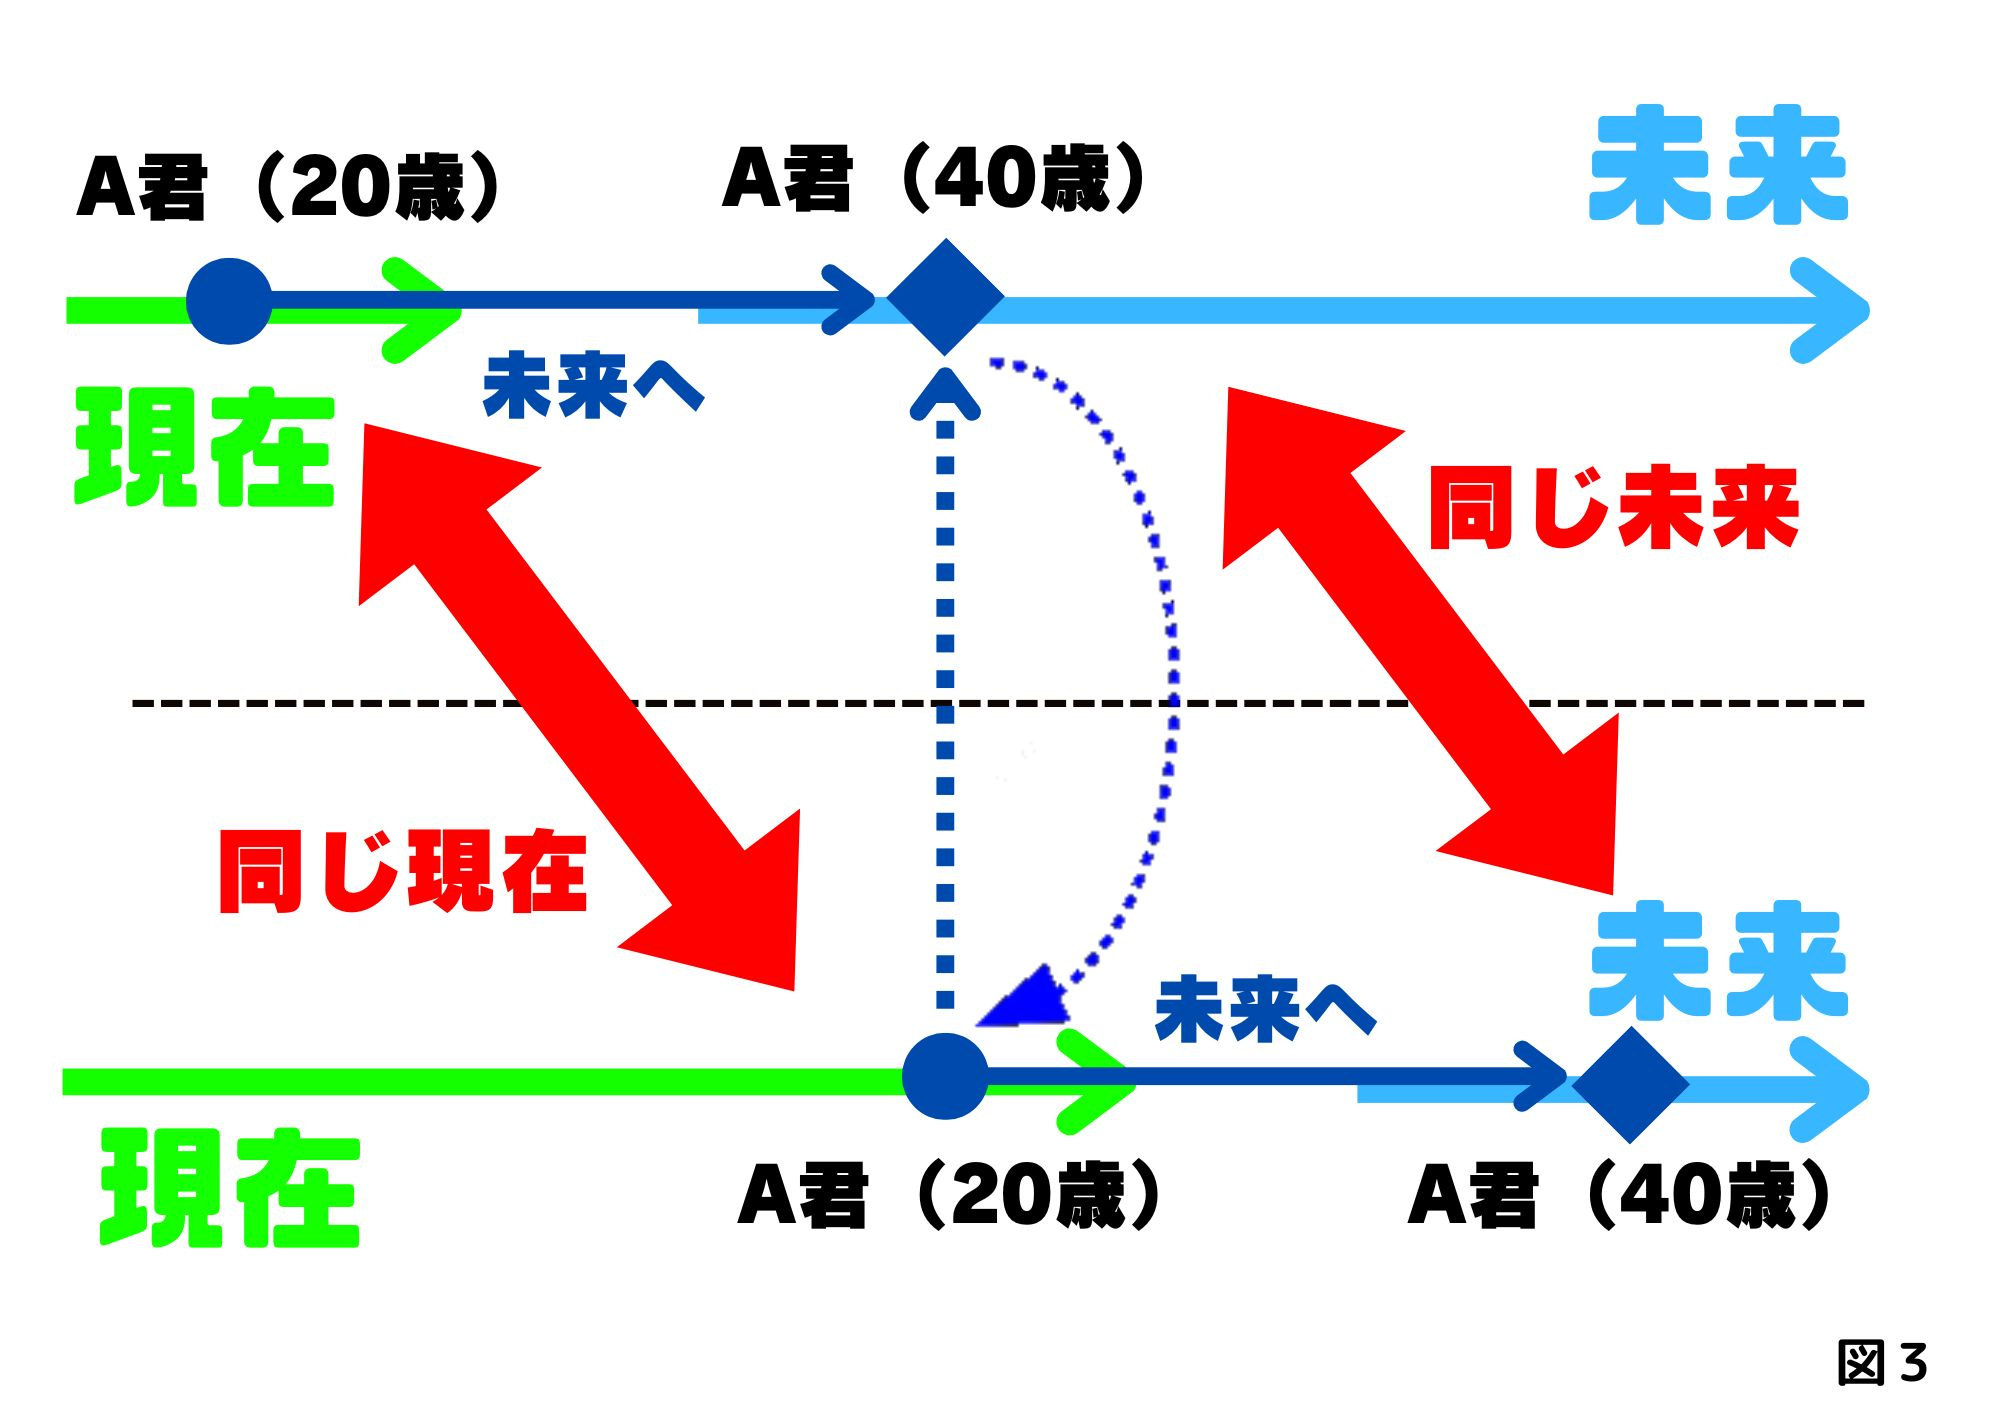 A君（20歳）
A君（40歳）
未来
未来へ
現在
同じ未来
同じ現在
未来へ
未来
現在
A君（20歳）
A君（40歳）
図３